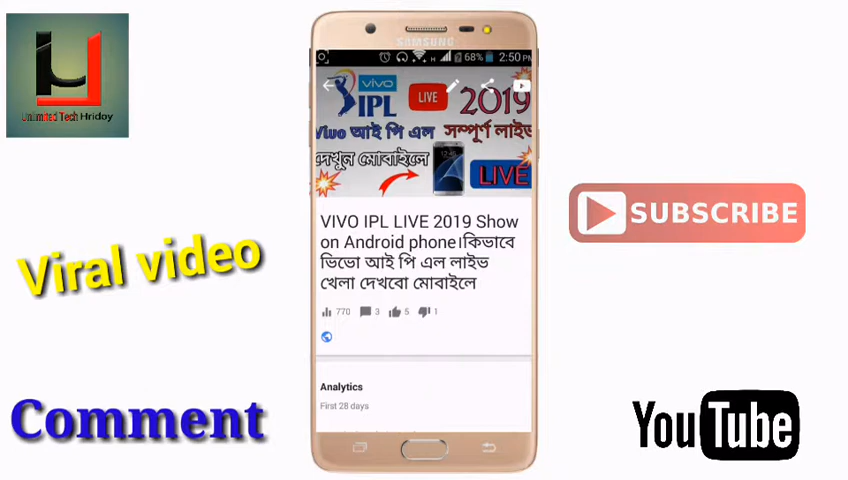 Unlimited Tech Hriday
Viral video
Comment
SAMSUNG
H 68% 2:50 PM
vivo
IPL
LIVE
2019
Vivo আই পি এল সম্পূর্ণ লাইভ
দেখুন মোবাইলে
LIVE
VIVO IPL LIVE 2019 Show
on Android phone।কিভাবে
ভিভো আই পি এল লাইভ
খেলা দেখবো মোবাইলে
770 3 5 1
Analytics
First 28 days
SUBSCRIBE
YouTube